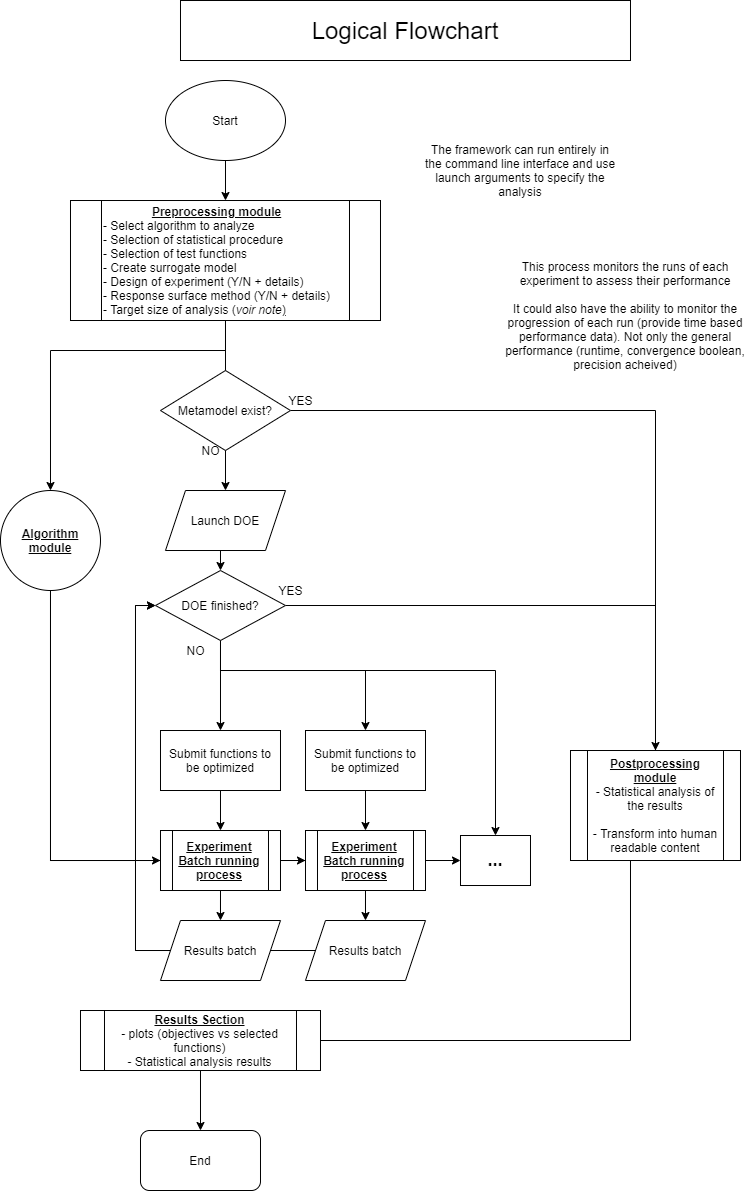 Logical Flowchart
Start
The framework can run entirely in
the command line interface and use
launch arguments to specify the
analysis
Preprocessing module
- Select algorithm to analyze
- Selection of statistical procedure
- Selection of test functions
- Create surrogate model
- Design of experiment (Y/N + details)
- Response surface method (Y/N + details)
- Target size of analysis (voir note)
This process monitors the runs of each
experiment to assess their performance
It could also have the ability to monitor the
progression of each run (provide time based
performance data). Not only the general
performance (runtime, convergence boolean,
precision acheived)
Metamodel exist?
YES
NO
Launch DOE
Algorithm
module
DOE finished?
YES
NO
Submit functions to
be optimized
Submit functions to
be optimized
Postprocessing
module
- Statistical analysis of
the results
- Transform into human
readable content
Experiment
Batch running
process
Experiment
Batch running
process
...
Results batch
Results batch
Results Section
- plots (objectives vs selected
functions)
- Statistical analysis results
End